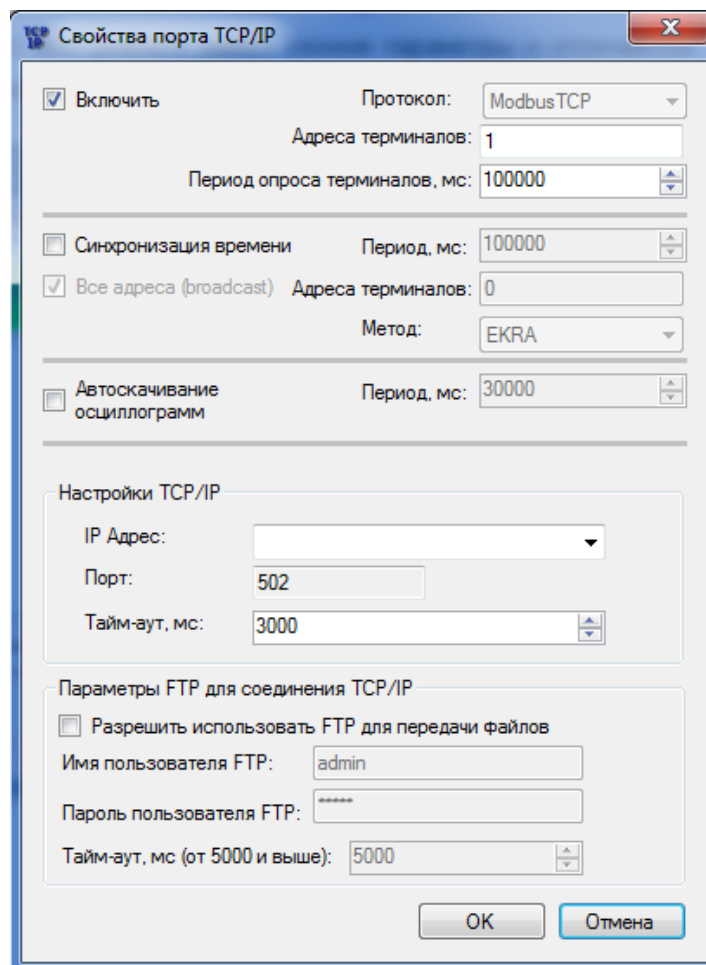 TCP IP Свойства порта TCP/IP
Включить Протокол: ModbusTCP
Адреса терминалов: 1
Период опроса терминалов, мс: 100000
Синхронизация времени Период, мс: 100000
Все адреса (broadcast) Адреса терминалов: 0
Метод: EKRA
Автоскачивание осциллограмм Период, мс: 30000
Настройки TCP/IP
IP Адрес:
Порт: 502
Тайм-аут, мс: 3000
Параметры FTP для соединения TCP/IP
Разрешить использовать FTP для передачи файлов
Имя пользователя FTP: admin
Пароль пользователя FTP: *****
Тайм-аут, мс (от 5000 и выше): 5000
OK Отмена